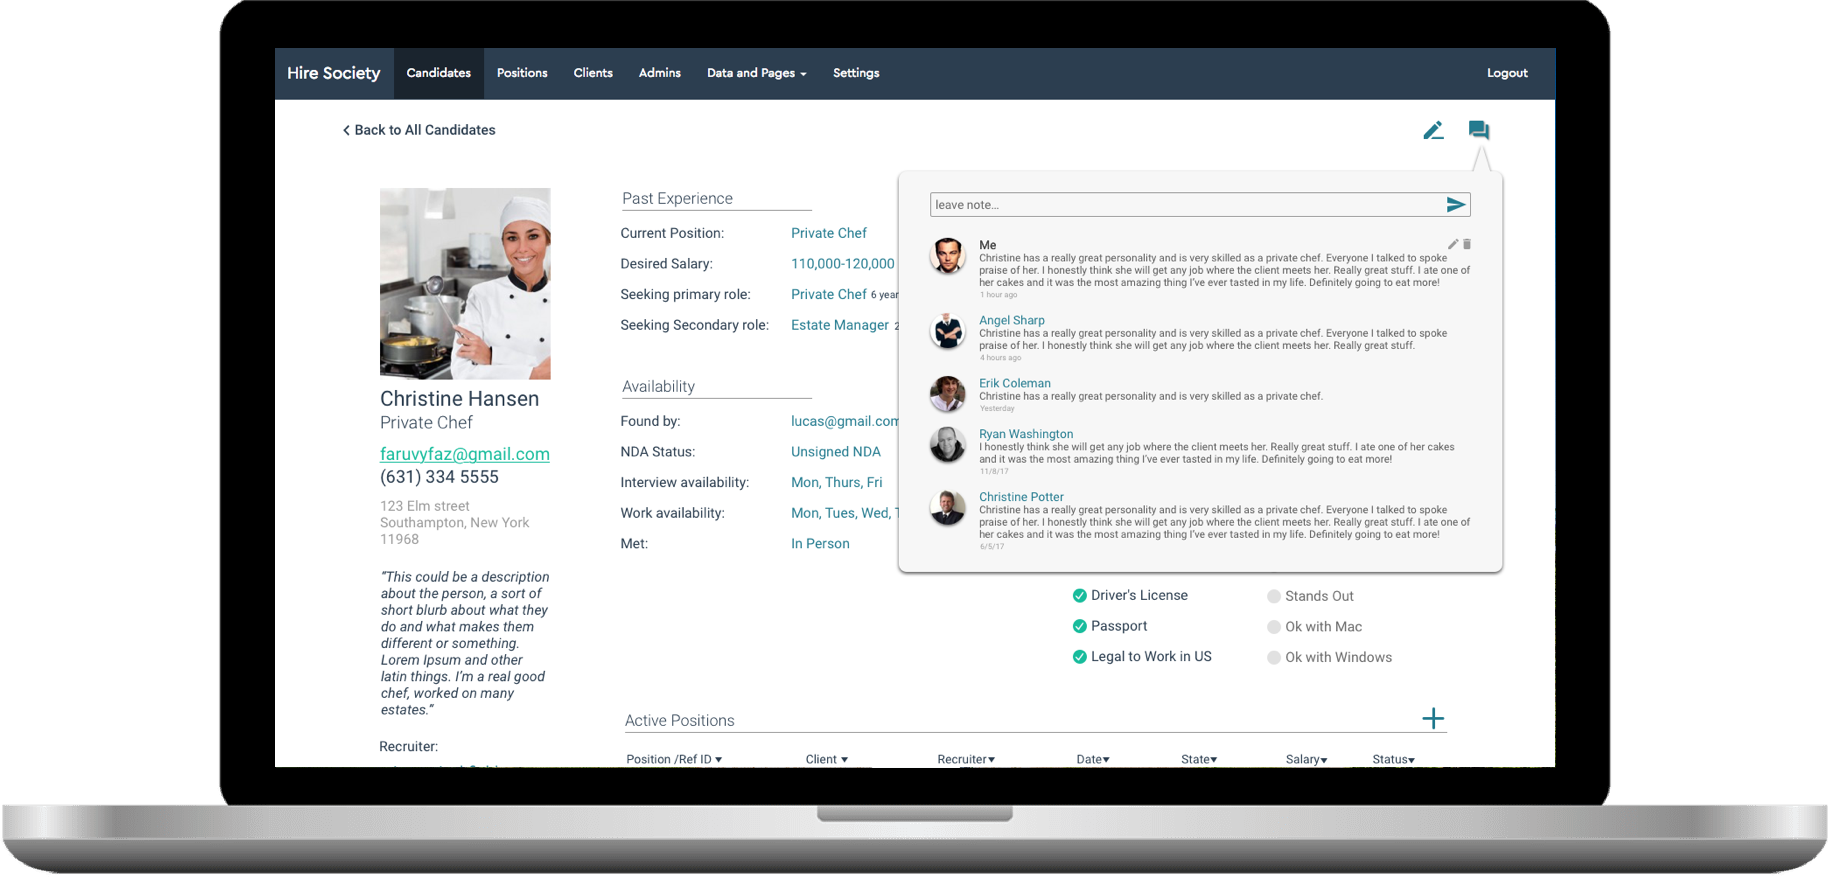 Hire Society
Candidates
Positions
Clients
Admins
Data and Pages
Settings
Logout
Back to All Candidates
Christine Hansen
Private Chef
faruvyfaz@gmail.com
(631) 334 5555
123 Elm street
Southampton, New York
11968
“This could be a description
about the person, a sort of
short blurb about what they
do and what makes them
different or something.
Lorem Ipsum and other
latin things. I’m a real good
chef, worked on many
estates.”
Recruiter:
Past Experience
Current Position: Private Chef
Desired Salary: 110,000-120,000
Seeking primary role: Private Chef 6 year
Seeking Secondary role: Estate Manager 2
Availability
Found by: lucas@gmail.com
NDA Status: Unsigned NDA
Interview availability: Mon, Thurs, Fri
Work availability: Mon, Tues, Wed, T
Met: In Person
leave note...
Me
Christine has a really great personality and is very skilled as a private chef. Everyone I talked to spoke
praise of her. I honestly think she will get any job where the client meets her. Really great stuff. I ate one of
her cakes and it was the most amazing thing I’ve ever tasted in my life. Definitely going to eat more!
1 hour ago
Angel Sharp
Christine has a really great personality and is very skilled as a private chef. Everyone I talked to spoke
praise of her. I honestly think she will get any job where the client meets her. Really great stuff.
4 hours ago
Erik Coleman
Christine has a really great personality and is very skilled as a private chef.
Yesterday
Ryan Washington
I honestly think she will get any job where the client meets her. Really great stuff. I ate one of her cakes
and it was the most amazing thing I’ve ever tasted in my life. Definitely going to eat more!
11/8/17
Christine Potter
Christine has a really great personality and is very skilled as a private chef. Everyone I talked to spoke
praise of her. I honestly think she will get any job where the client meets her. Really great stuff. I ate one of
her cakes and it was the most amazing thing I’ve ever tasted in my life. Definitely going to eat more!
6/5/17
Driver's License
Passport
Legal to Work in US
Stands Out
Ok with Mac
Ok with Windows
Active Positions
Position /Ref ID
Client
Recruiter
Date
State
Salary
Status